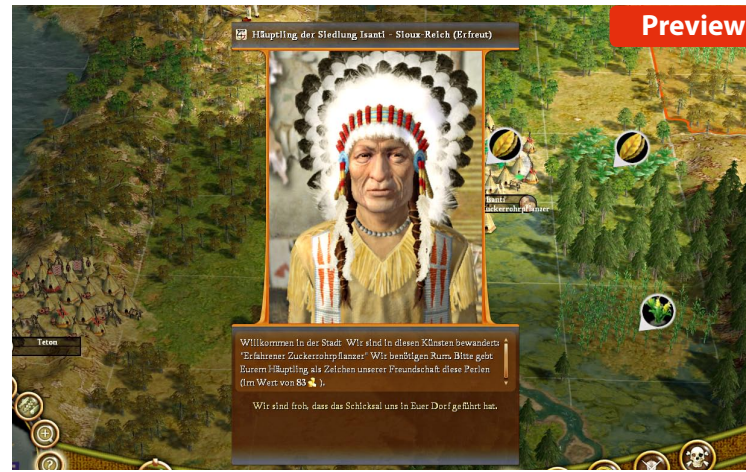 Preview
Häuptling der Siedlung Isanti - Sioux-Reich (Erfreut)
Isanti
Zuckerrohrpflanzer
Teton
Willkommen in der Stadt Wir sind in diesen Künsten bewandert:
"Erfahrener Zuckerrohrpflanzer" Wir benötigen Rum. Bitte gebt
Eurem Häuptling als Zeichen unserer Freundschaft diese Perlen
(im Wert von 83 ).
Wir sind froh, dass das Schicksal uns in Euer Dorf geführt hat.
?